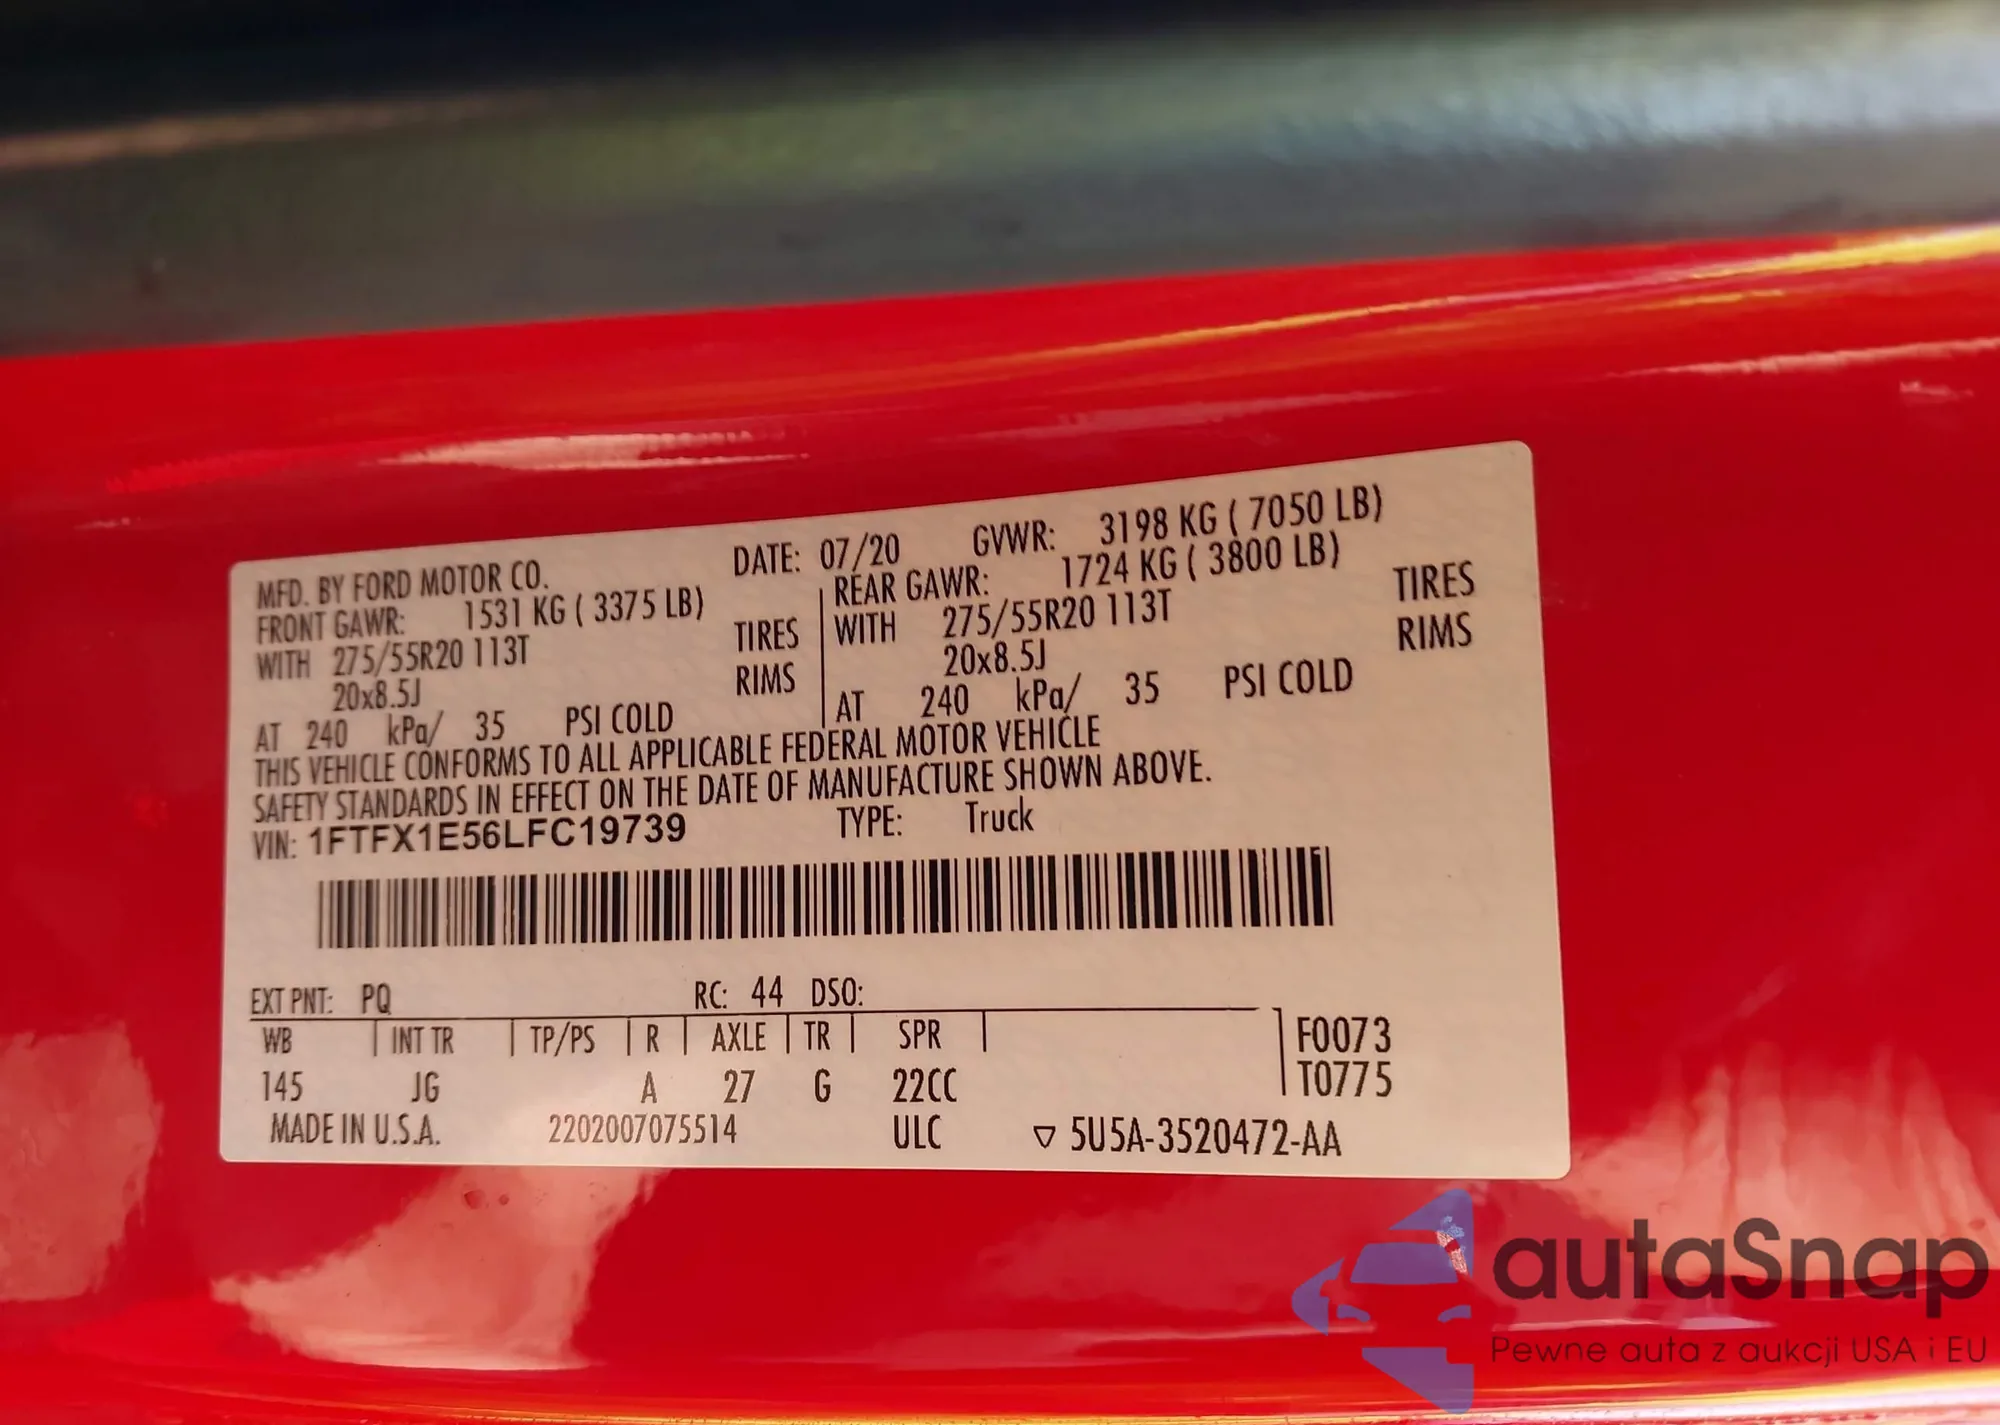 MFD. BY FORD MOTOR CO. DATE: 07/20 GVWR: 3198 KG ( 7050 LB)
FRONT GAWR: 1531 KG ( 3375 LB) REAR GAWR: 1724 KG ( 3800 LB)
WITH 275/55R20 113T TIRES WITH 275/55R20 113T TIRES
20x8.5J RIMS 20x8.5J RIMS
AT 240 kPa/ 35 PSI COLD AT 240 kPa/ 35 PSI COLD
THIS VEHICLE CONFORMS TO ALL APPLICABLE FEDERAL MOTOR VEHICLE
SAFETY STANDARDS IN EFFECT ON THE DATE OF MANUFACTURE SHOWN ABOVE.
VIN: 1FTFX1E56LFC19739 TYPE: Truck
EXT PNT: PQ RC: 44 DSO:
WB INT TR TP/PS R AXLE TR SPR F0073
145 JG A 27 G 22CC T0775
MADE IN U.S.A. 2202007075514 ULC ▽ 5U5A-3520472-AA
autaSnap
Pewne auta z aukcji USA i EU